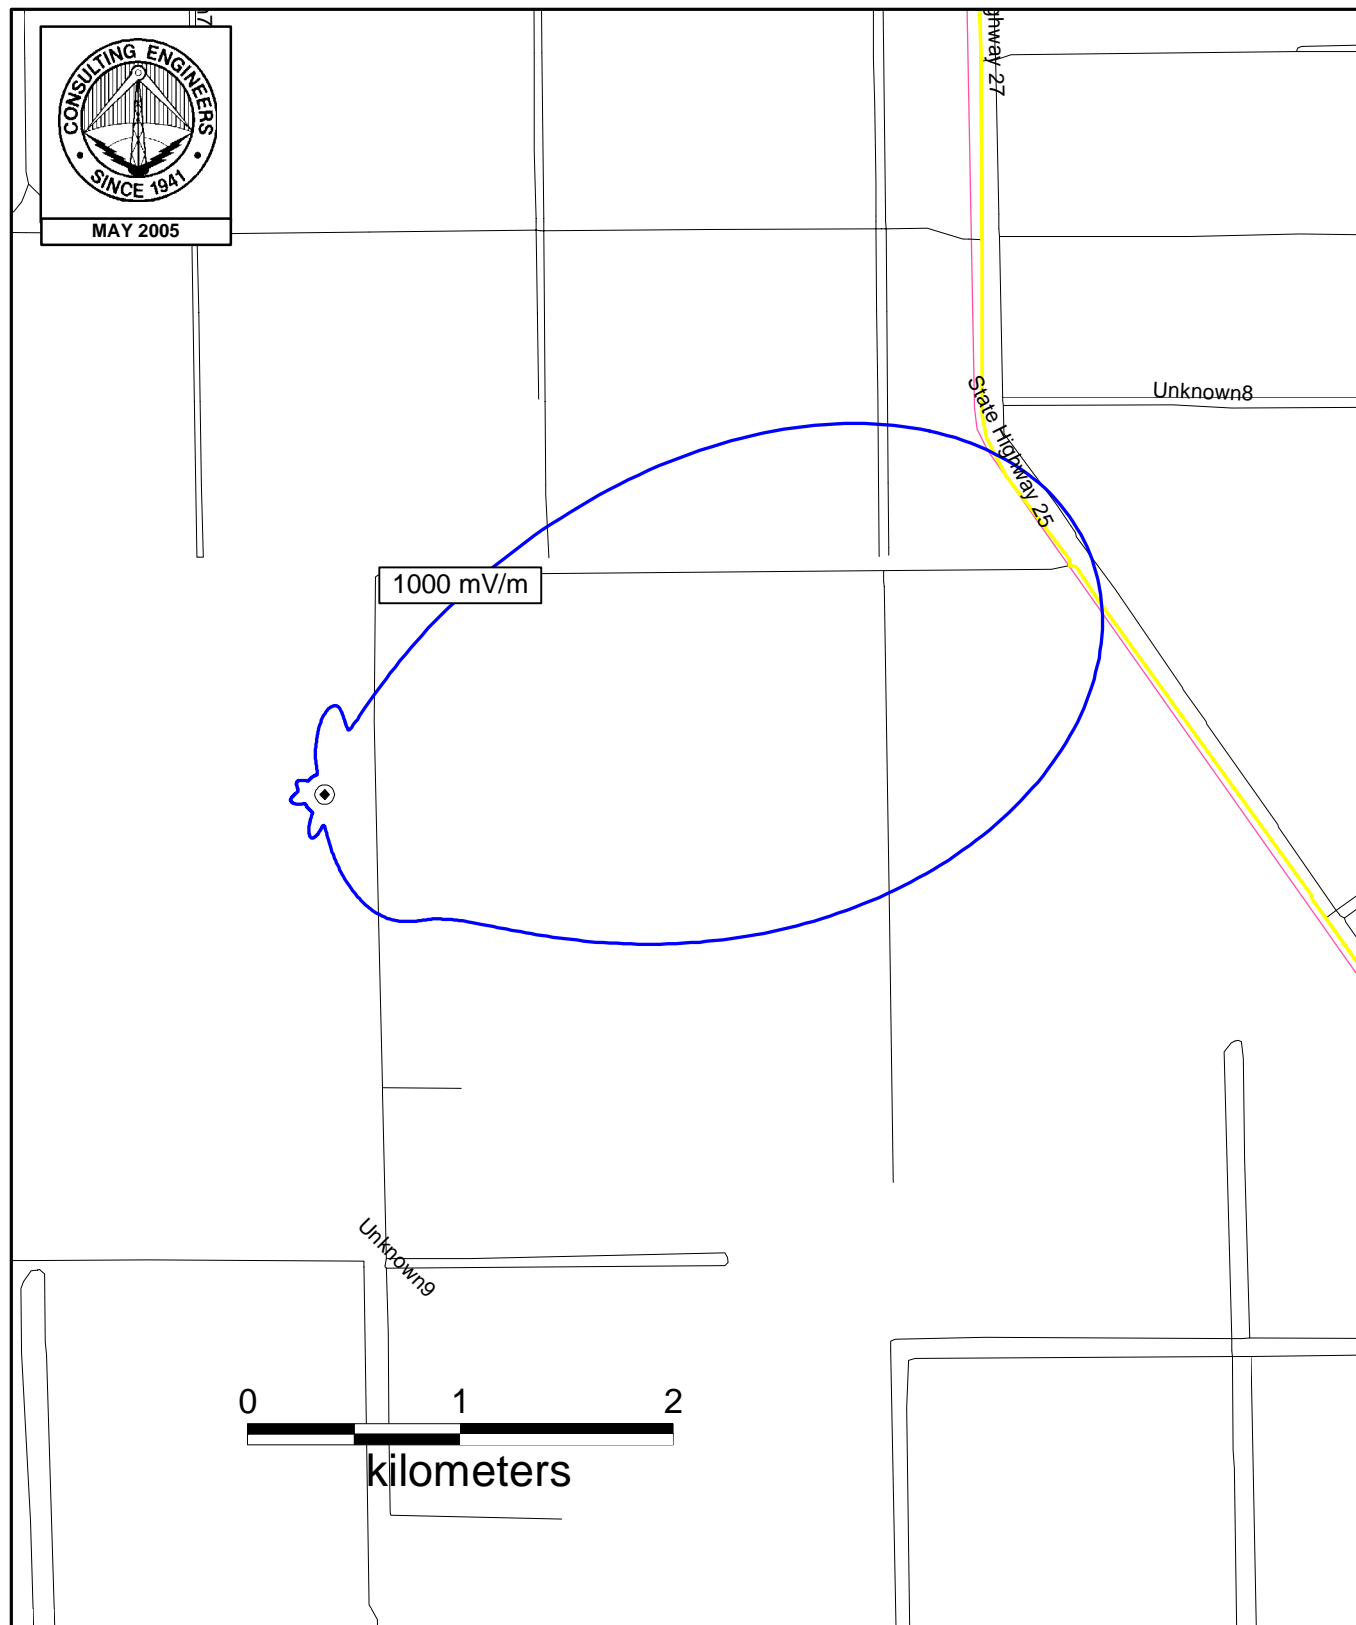 CONSULTING ENGINEERS
SINCE 1941
MAY 2005
ghway 27
State Highway 25
Unknown8
1000 mV/m
Unknown9
0 1 2
kilometers